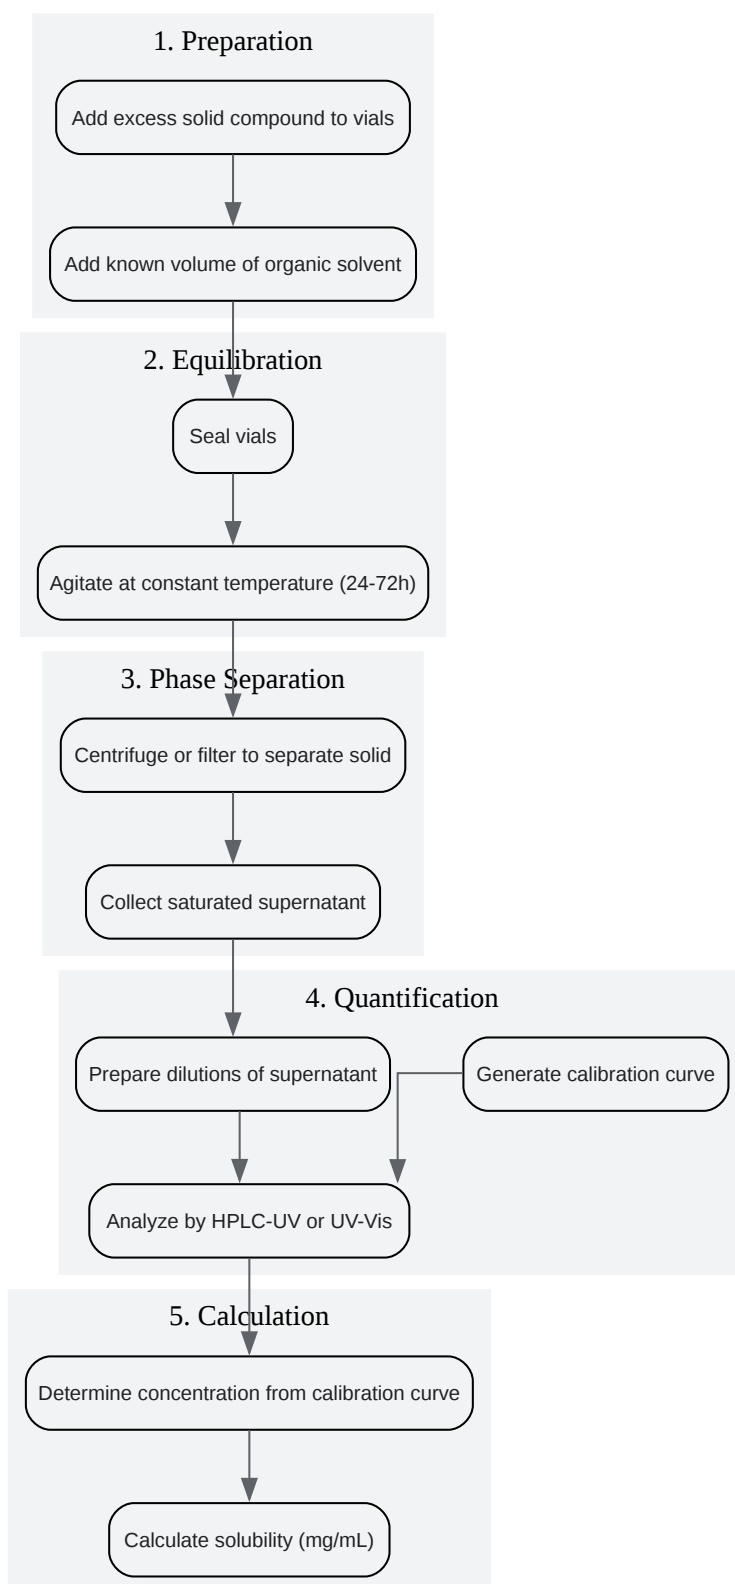 1. Preparation
Add excess solid compound to vials
Add known volume of organic solvent
2. Equilibration
Seal vials
Agitate at constant temperature (24-72h)
3. Phase Separation
Centrifuge or filter to separate solid
Collect saturated supernatant
4. Quantification
Prepare dilutions of supernatant
Generate calibration curve
Analyze by HPLC-UV or UV-Vis
5. Calculation
Determine concentration from calibration curve
Calculate solubility (mg/mL)